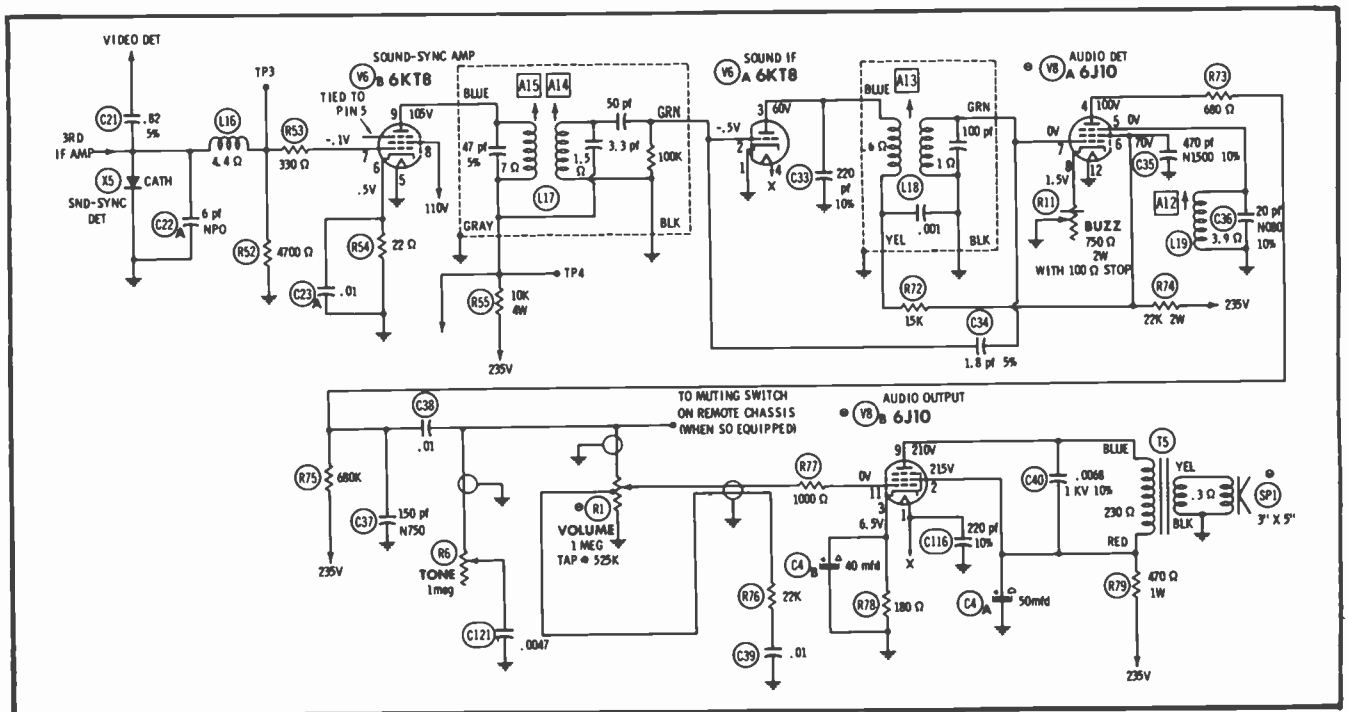 VIDEO DET
C21
.82
5%
3RD
IF AMP
X5
CATH
SND-SYNC
DET
C22
A
6 pf
NPO
L16
4.4 Ω
TP3
R53
330 Ω
R52
4700 Ω
SOUND-SYNC AMP
V6
B
6KT8
TIED TO
PIN 5
9
105V
-.1V
7
8
6
5
.5V
110V
R54
22 Ω
C23
A
.01
BLUE
A15
A14
47 pf
5%
7 Ω
50 pf
3.3 pf
1.5
Ω
GRN
100K
L17
GRAY
BLK
TP4
R55
10K
4W
235V
SOUND IF
V6
A
6KT8
3
60V
-.5V
2
1
4
X
C33
220
pf
10%
BLUE
A13
GRN
.6 Ω
100 pf
1 Ω
L18
.001
YEL
BLK
R72
15K
C34
1.8 pf 5%
AUDIO DET
V8
A
6J10
4
100V
5
0V
6
70V
0V
7
8
12
1.5V
R73
680 Ω
C35
470 pf
N1500 10%
R11
BUZZ
750 Ω
2W
WITH 100 Ω STOP
A12
L19
C36
3.9 Ω
20 pf
N080
10%
R74
22K 2W
235V
C38
.01
R75
680K
235V
C37
150 pf
N750
R6
TONE
1meg
C121
.0047
TO MUTING SWITCH
ON REMOTE CHASSIS
(WHEN SO EQUIPPED)
R1
VOLUME
1 MEG
TAP @ 525K
R77
1000 Ω
R76
22K
C39
.01
AUDIO OUTPUT
V8
B
6J10
9
210V
215V
2
0V
11
3
1
6.5V
X
C116
220 pf
10%
C4
B
40 mfd
R78
180 Ω
C4
A
50mfd
C40
.0068
1 KV 10%
BLUE
T5
YEL
230 Ω
.3 Ω
BLK
RED
SP1
3" X 5"
R79
470 Ω
1W
235V